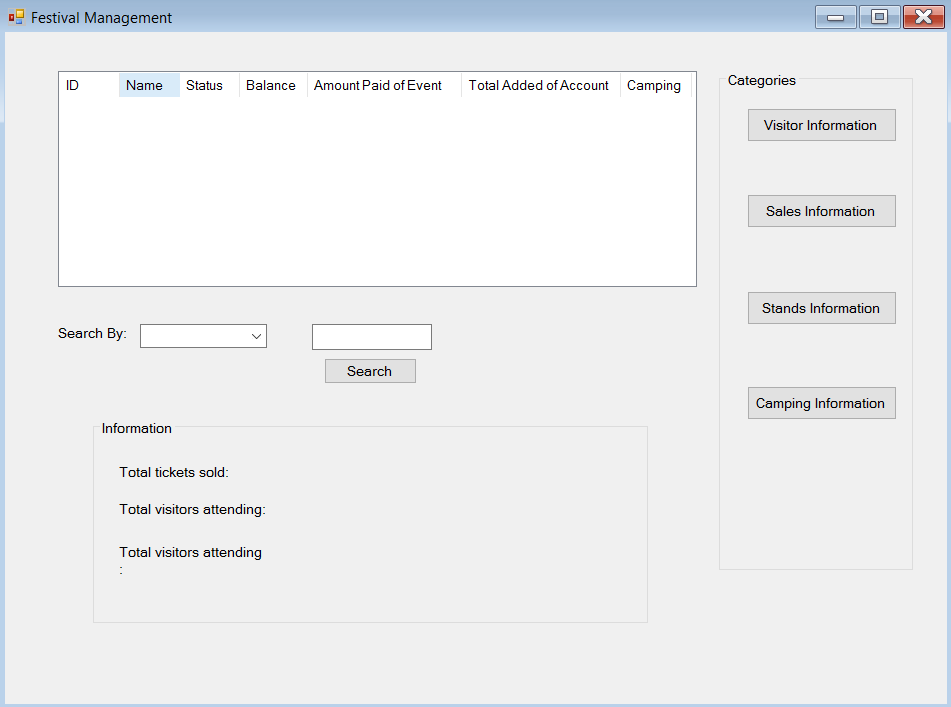 Festival Management
ID Name Status Balance Amount Paid of Event Total Added of Account Camping
Categories
Visitor Information
Sales Information
Stands Information
Camping Information
Search By:
Search
Information
Total tickets sold:
Total visitors attending:
Total visitors attending
: